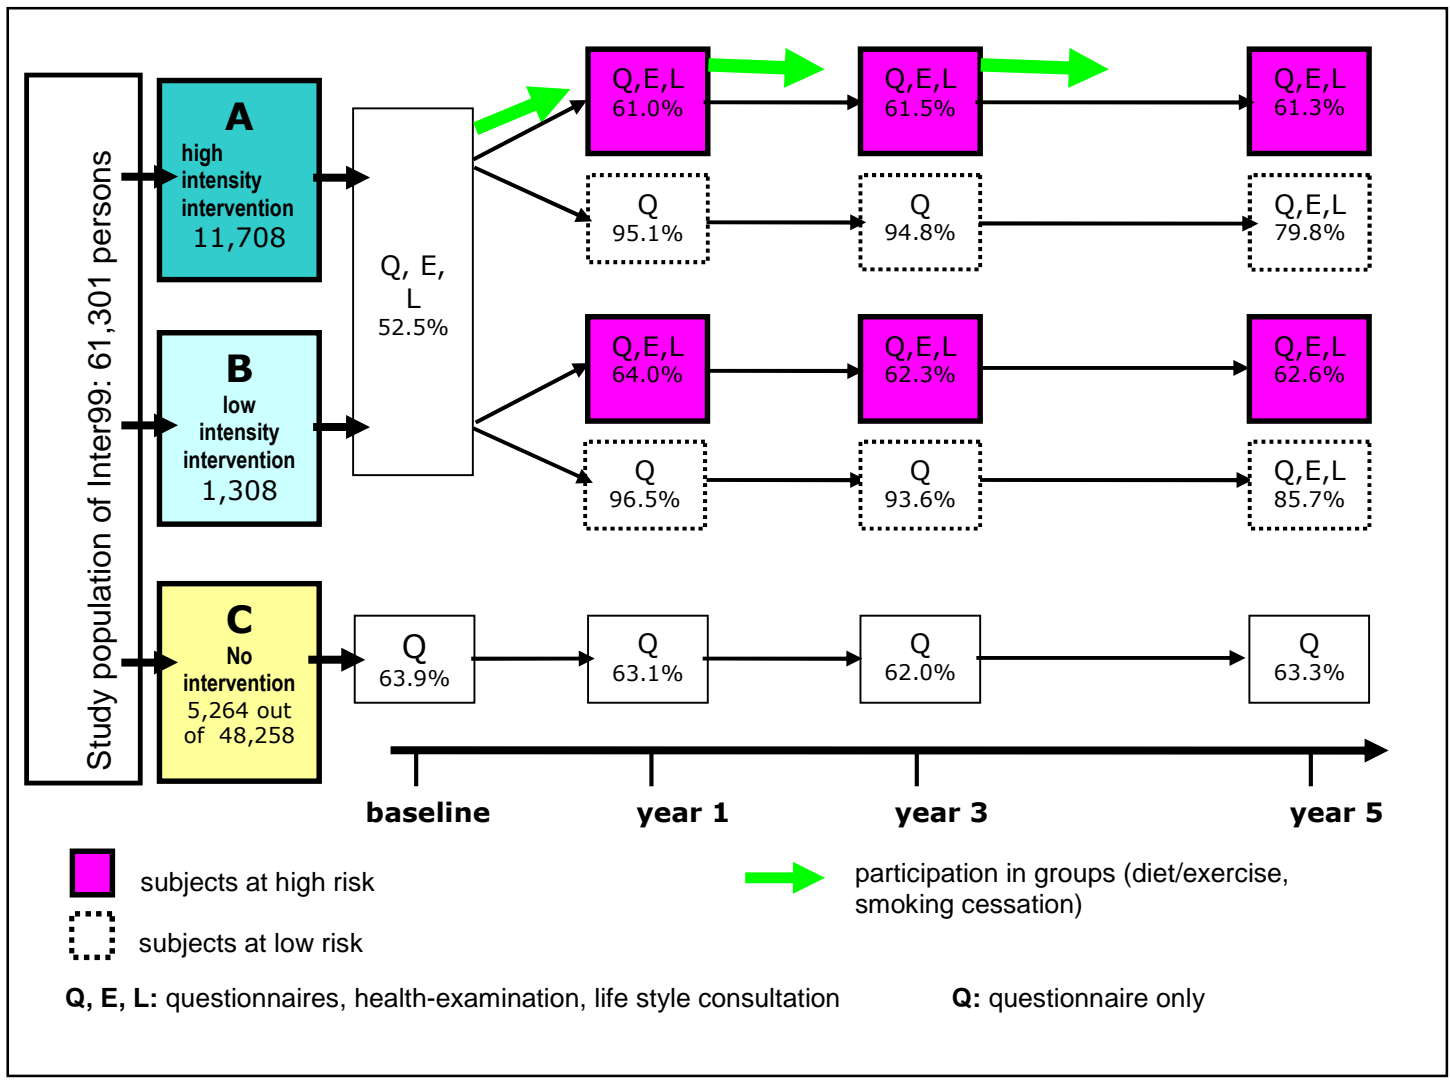 Study population of Inter99: 61,301 persons
A
high
intensity
intervention
11,708
B
low
intensity
intervention
1,308
C
No
intervention
5,264 out
of 48,258
Q, E,
L
52.5%
Q,E,L
61.0%
Q,E,L
61.5%
Q,E,L
61.3%
Q
95.1%
Q
94.8%
Q,E,L
79.8%
Q,E,L
64.0%
Q,E,L
62.3%
Q,E,L
62.6%
Q
96.5%
Q
93.6%
Q,E,L
85.7%
Q
63.9%
Q
63.1%
Q
62.0%
Q
63.3%
baseline
year 1
year 3
year 5
subjects at high risk
subjects at low risk
participation in groups (diet/exercise,
smoking cessation)
Q, E, L: questionnaires, health-examination, life style consultation
Q: questionnaire only